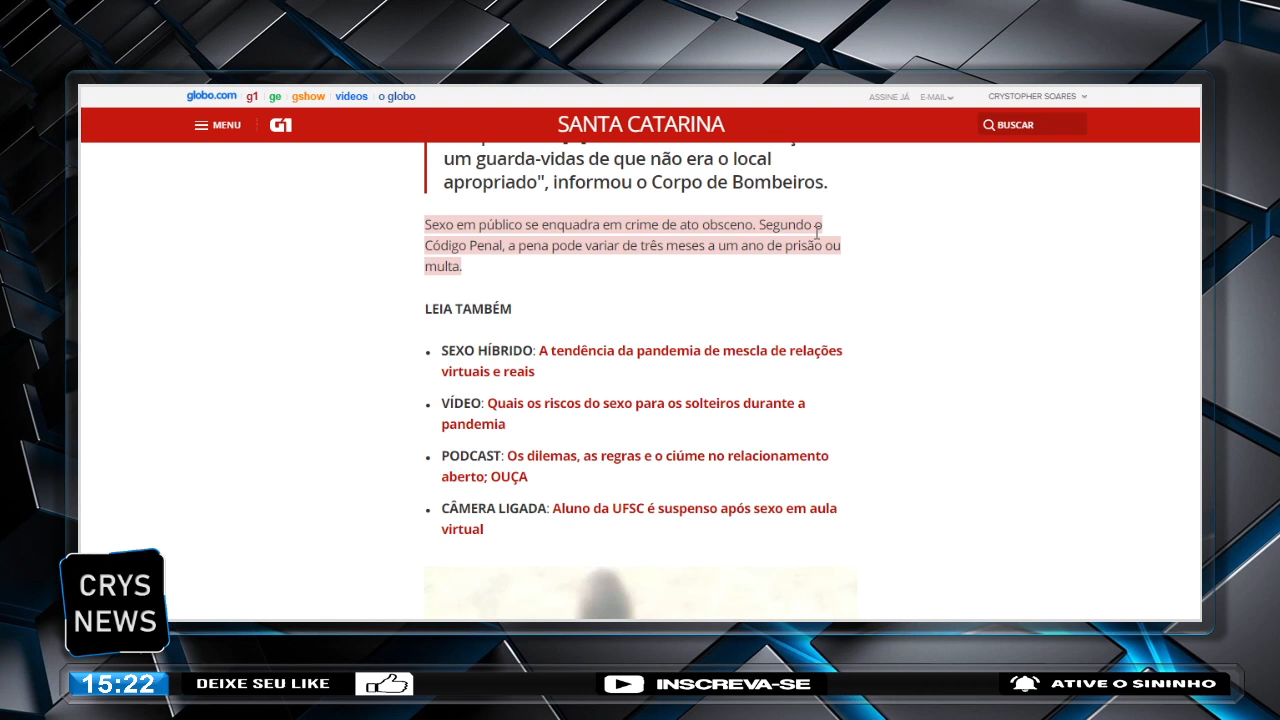 globo.com g1 ge gshow vídeos o globo
ASSINE JÁ E-MAIL CRYSTOPHER SOARES
MENU G1 SANTA CATARINA BUSCAR
um guarda-vidas de que não era o local
apropriado", informou o Corpo de Bombeiros.
Sexo em público se enquadra em crime de ato obsceno. Segundo o
Código Penal, a pena pode variar de três meses a um ano de prisão ou
multa.
LEIA TAMBÉM
• SEXO HÍBRIDO: A tendência da pandemia de mescla de relações
virtuais e reais
• VÍDEO: Quais os riscos do sexo para os solteiros durante a
pandemia
• PODCAST: Os dilemas, as regras e o ciúme no relacionamento
aberto; OUÇA
• CÂMERA LIGADA: Aluno da UFSC é suspenso após sexo em aula
virtual
CRYS
NEWS
15:22 DEIXE SEU LIKE INSCREVA-SE ATIVE O SININHO